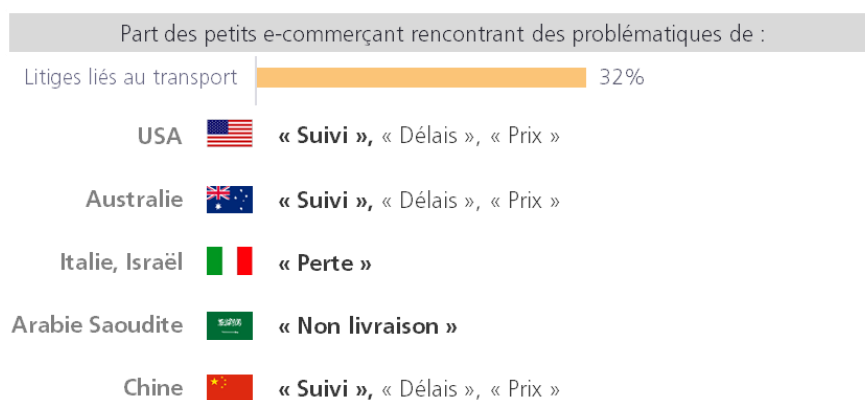 Part des petits e-commerçant rencontrant des problématiques de :
Litiges liés au transport 32%
USA « Suivi », « Délais », « Prix »
Australie « Suivi », « Délais », « Prix »
Italie, Israël « Perte »
Arabie Saoudite « Non livraison »
Chine « Suivi », « Délais », « Prix »